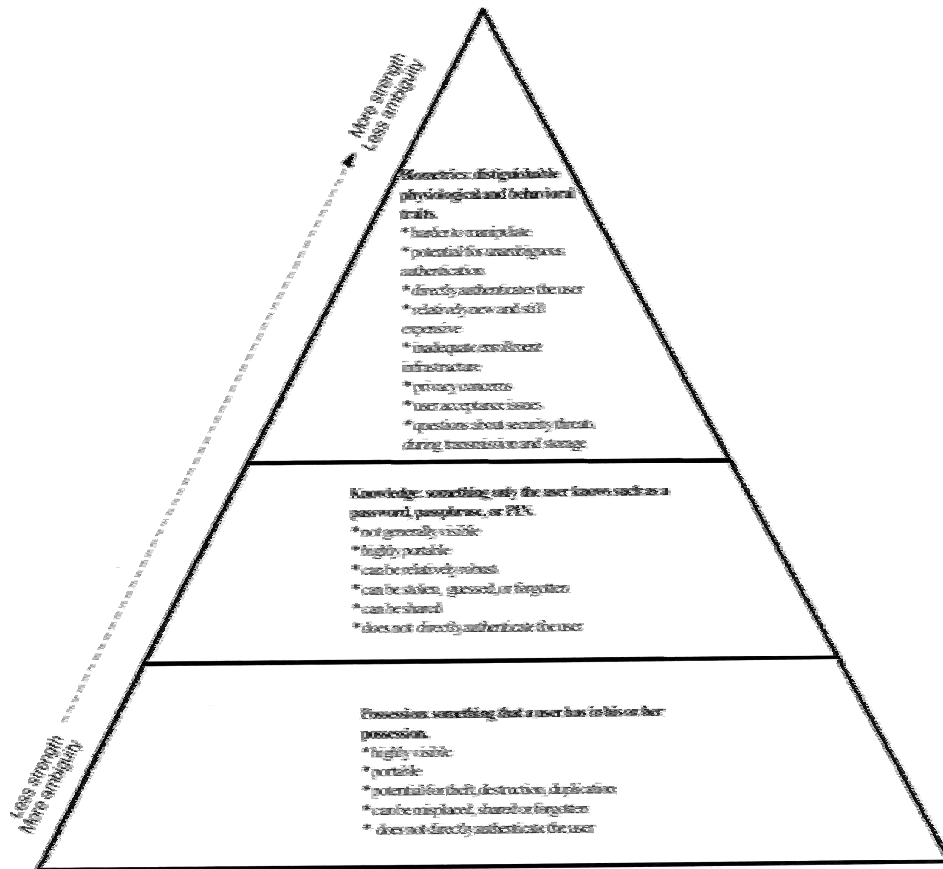 More strength
Less ambiguity
Biometrics: distiguishable
physiological and behavioral
traits.
* harder to manipulate
* potential for unambiguous
authentication
* directly authenticates the user
* relatively new and still
expensive
* inadequate enrollment
infrastructure
* privacy concerns
* user acceptance issues
* questions about security threats
during transmission and storage
Knowledge: something only the user knows such as a
password, passphrase, or PIN.
* not generally visible
* highly portable
* can be relatively robust
* can be stolen, guessed, or forgotten
* can be shared
* does not directly authenticate the user
Possession: something that a user has in his or her
possession.
* highly visible
* portable
* potential for theft, destruction, duplication
* can be misplaced, shared or forgotten
* does not directly authenticate the user
Less strength
More ambiguity